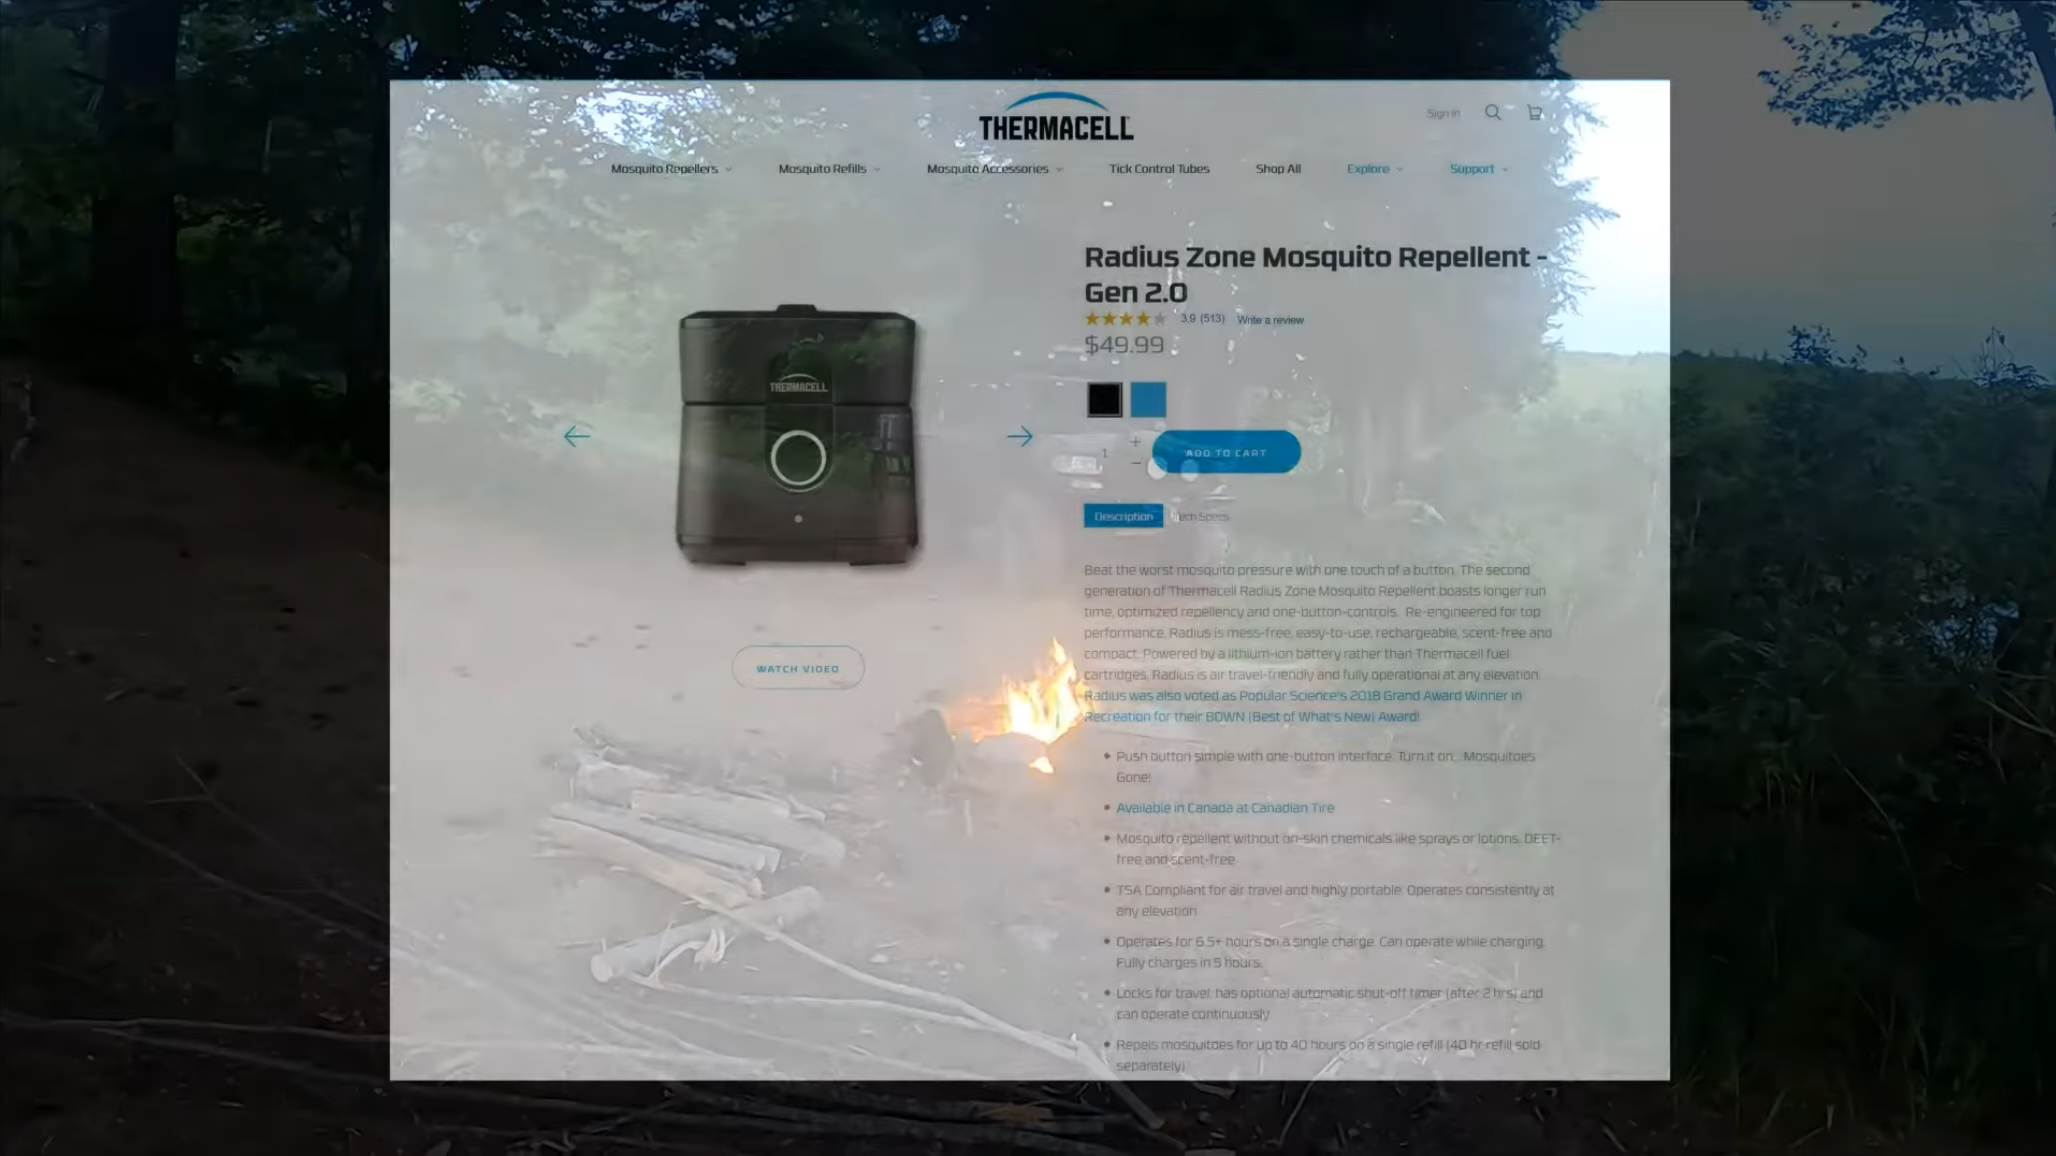 THERMACELL
Sign In
Mosquito Repellers
Mosquito Refills
Mosquito Accessories
Tick Control Tubes
Shop All
Explore
Support
THERMACELL
WATCH VIDEO
Radius Zone Mosquito Repellent -
Gen 2.0
3.9 (513) Write a review
$49.99
1 + −
ADD TO CART
Description Tech Specs
Beat the worst mosquito pressure with one touch of a button. The second
generation of Thermacell Radius Zone Mosquito Repellent boasts longer run
time, optimized repellency and one-button-controls. Re-engineered for top
performance, Radius is mess-free, easy-to-use, rechargeable, scent-free and
compact. Powered by a lithium-ion battery rather than Thermacell fuel
cartridges, Radius is air travel-friendly and fully operational at any elevation.
Radius was also voted as Popular Science's 2018 Grand Award Winner in
Recreation for their BOWN (Best of What's New) Award!
• Push button simple with one-button interface. Turn it on... Mosquitoes
Gone!
• Available in Canada at Canadian Tire
• Mosquito repellent without on-skin chemicals like sprays or lotions. DEET-
free and scent-free.
• TSA Compliant for air travel and highly portable. Operates consistently at
any elevation
• Operates for 6.5+ hours on a single charge. Can operate while charging.
Fully charges in 5 hours.
• Locks for travel, has optional automatic shut-off timer (after 2 hrs) and
can operate continuously
• Repels mosquitoes for up to 40 hours on a single refill (40 hr refill sold
separately)